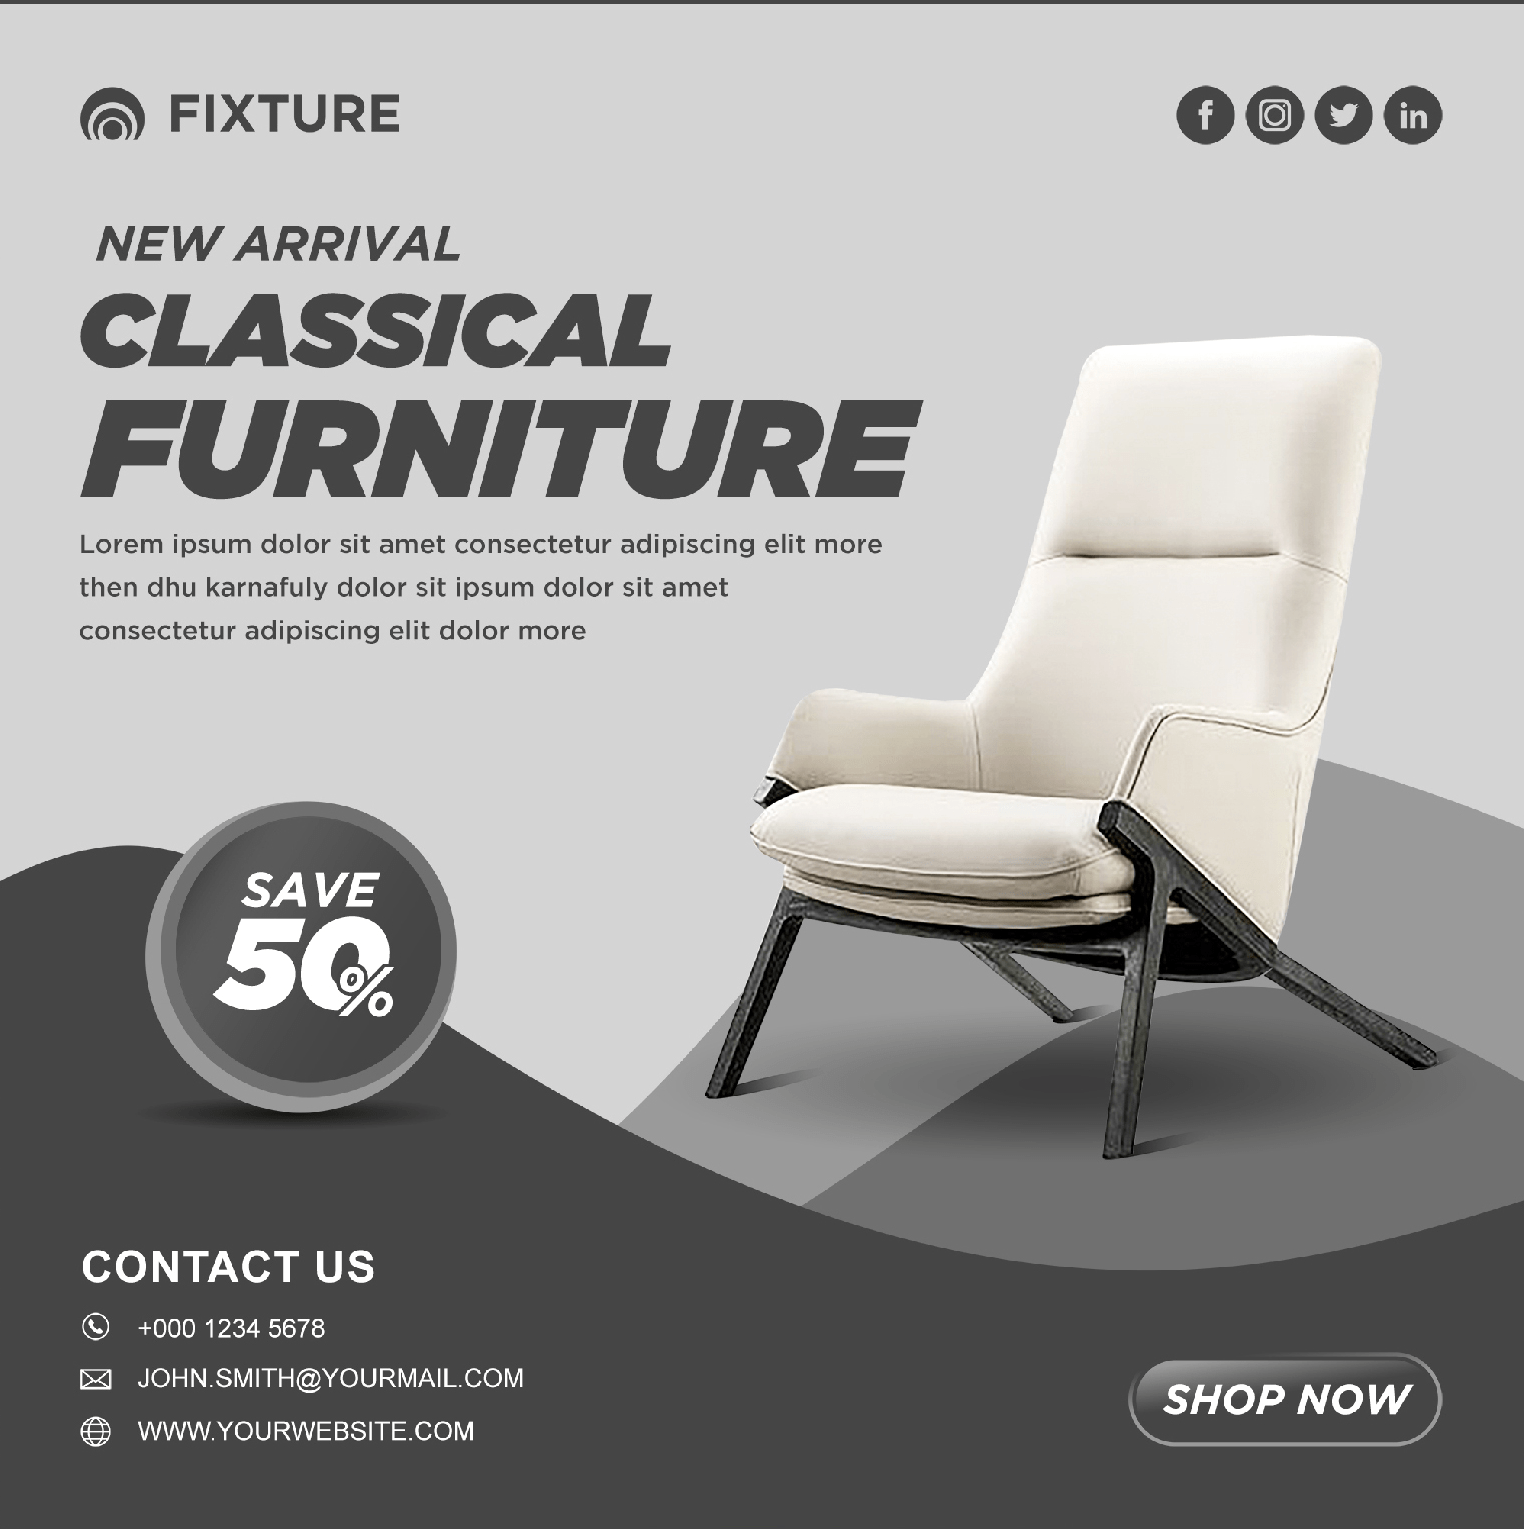 FIXTURE
NEW ARRIVAL
CLASSICAL
FURNITURE
Lorem ipsum dolor sit amet consectetur adipiscing elit more
then dhu karnafuly dolor sit ipsum dolor sit amet
consectetur adipiscing elit dolor more
SAVE
50%
CONTACT US
+000 1234 5678
JOHN.SMITH@YOURMAIL.COM
WWW.YOURWEBSITE.COM
SHOP NOW